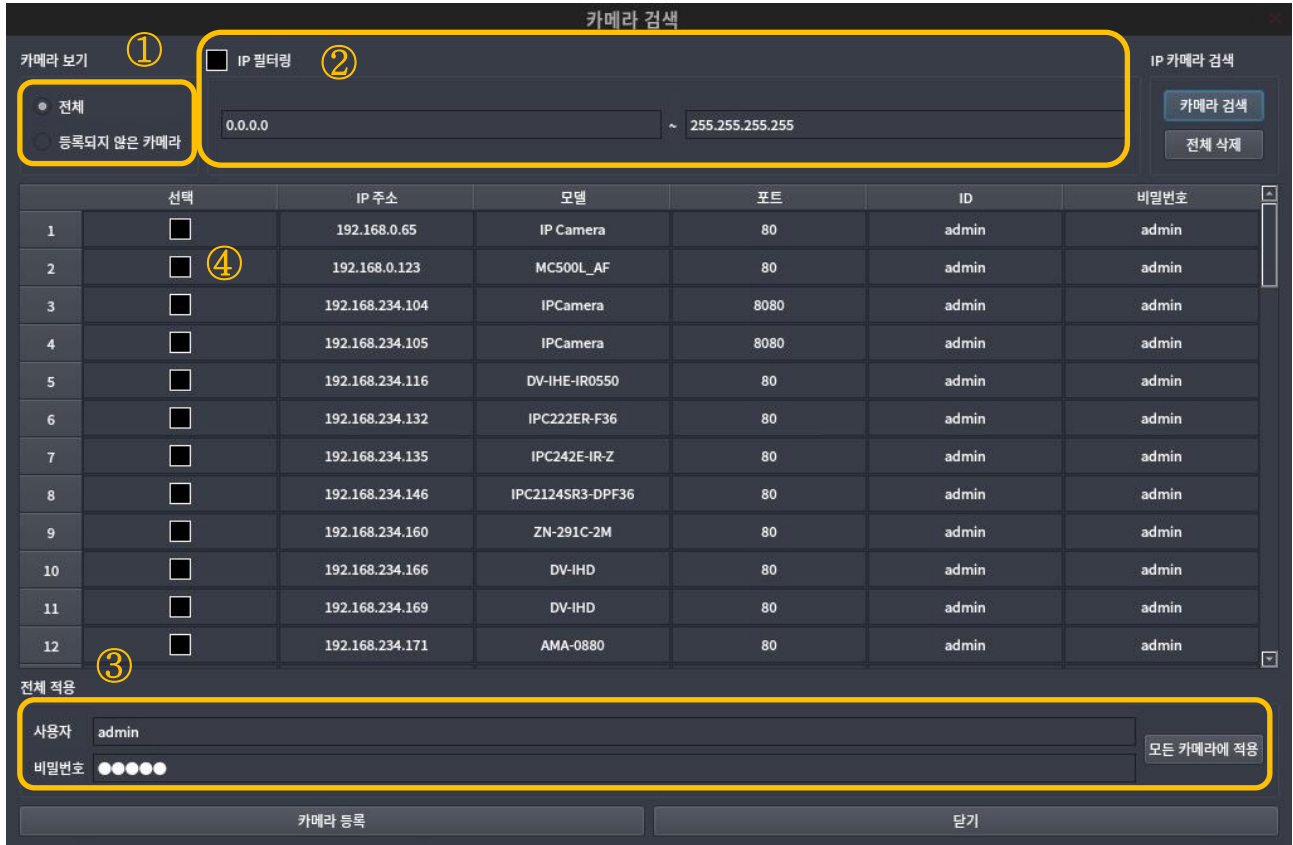 카메라 검색
카메라 보기 ① IP 필터링 ② IP 카메라 검색
전체
등록되지 않은 카메라
0.0.0.0 ~ 255.255.255.255
카메라 검색
전체 삭제
선택 IP 주소 모델 포트 ID 비밀번호
1 192.168.0.65 IP Camera 80 admin admin
2 ④ 192.168.0.123 MC500L_AF 80 admin admin
3 192.168.234.104 IPCamera 8080 admin admin
4 192.168.234.105 IPCamera 8080 admin admin
5 192.168.234.116 DV-IHE-IR0550 80 admin admin
6 192.168.234.132 IPC222ER-F36 80 admin admin
7 192.168.234.135 IPC242E-IR-Z 80 admin admin
8 192.168.234.146 IPC2124SR3-DPF36 80 admin admin
9 192.168.234.160 ZN-291C-2M 80 admin admin
10 192.168.234.166 DV-IHD 80 admin admin
11 192.168.234.169 DV-IHD 80 admin admin
12 192.168.234.171 AMA-0880 80 admin admin
③
전체 적용
사용자 admin
비밀번호 ●●●●●
모든 카메라에 적용
카메라 등록 닫기